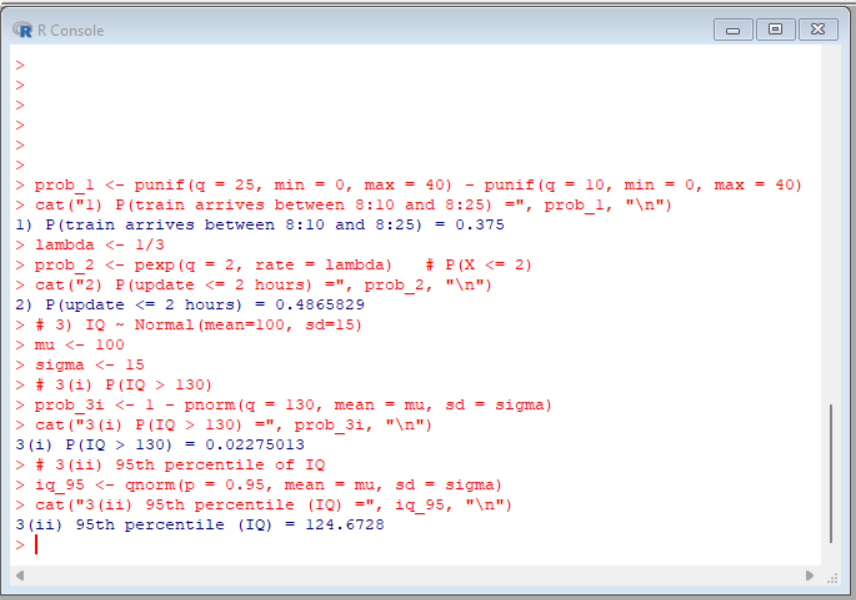 R Console
>
>
>
>
>
>
> prob_1 <- punif(q = 25, min = 0, max = 40) - punif(q = 10, min = 0, max = 40)
> cat("1) P(train arrives between 8:10 and 8:25) =", prob_1, "\n")
1) P(train arrives between 8:10 and 8:25) = 0.375
> lambda <- 1/3
> prob_2 <- pexp(q = 2, rate = lambda)   # P(X <= 2)
> cat("2) P(update <= 2 hours) =", prob_2, "\n")
2) P(update <= 2 hours) = 0.4865829
> # 3) IQ ~ Normal(mean=100, sd=15)
> mu <- 100
> sigma <- 15
> # 3(i) P(IQ > 130)
> prob_3i <- 1 - pnorm(q = 130, mean = mu, sd = sigma)
> cat("3(i) P(IQ > 130) =", prob_3i, "\n")
3(i) P(IQ > 130) = 0.02275013
> # 3(ii) 95th percentile of IQ
> iq_95 <- qnorm(p = 0.95, mean = mu, sd = sigma)
> cat("3(ii) 95th percentile (IQ) =", iq_95, "\n")
3(ii) 95th percentile (IQ) = 124.6728
>